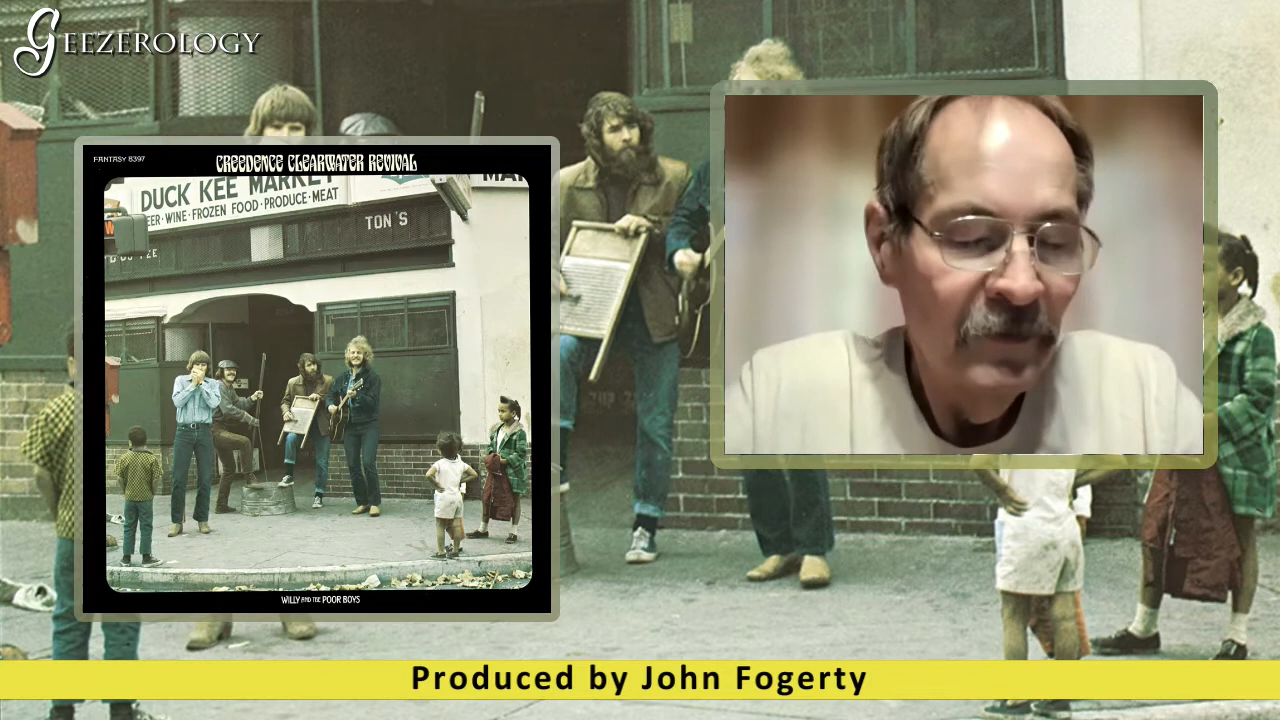 GEEZEROLOGY
FANTASY 8397
CREEDENCE CLEARWATER REVIVAL
DUCK KEE MARKET
BEER · WINE · FROZEN FOOD · PRODUCE · MEAT
TON'S
WILLY AND THE POOR BOYS
Produced by John Fogerty